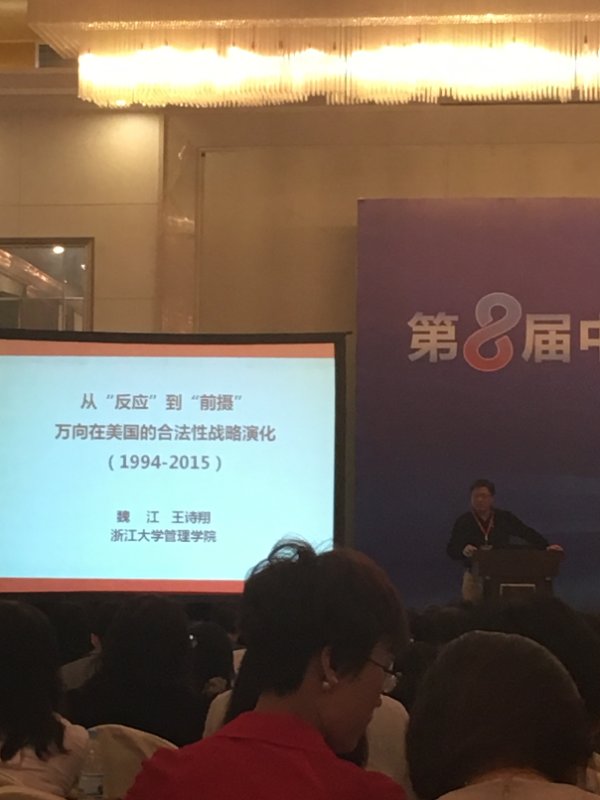 第8届中
从“反应”到“前摄”
万向在美国的合法性战略演化
（1994-2015）
魏 江 王诗翔
浙江大学管理学院